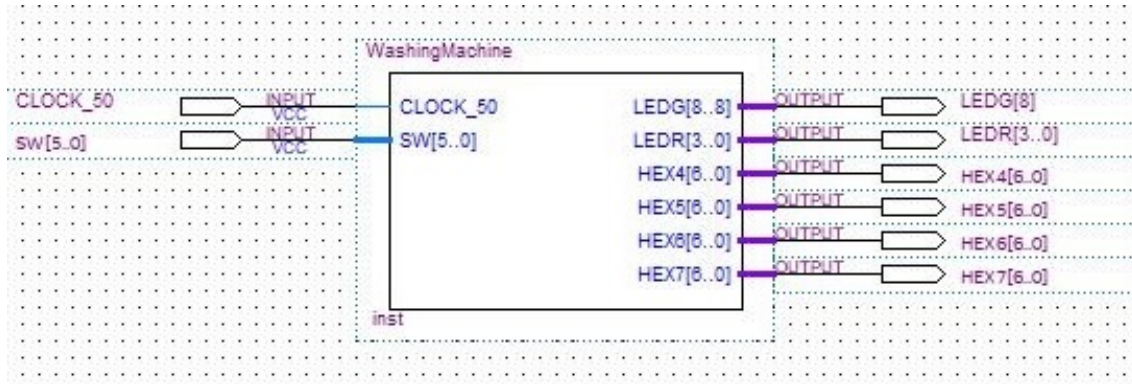 WashingMachine
CLOCK_50 INPUT VCC CLOCK_50 LEDG[8..8] OUTPUT LEDG[8]
SW[5..0] INPUT VCC SW[5..0] LEDR[3..0] OUTPUT LEDR[3..0]
HEX4[6..0] OUTPUT HEX4[6..0]
HEX5[6..0] OUTPUT HEX5[6..0]
HEX6[6..0] OUTPUT HEX6[6..0]
HEX7[6..0] OUTPUT HEX7[6..0]
inst